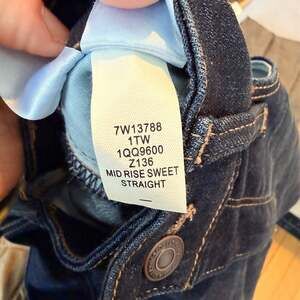 7W13788
1TW
1QQ9600
Z136
MID RISE SWEET
STRAIGHT